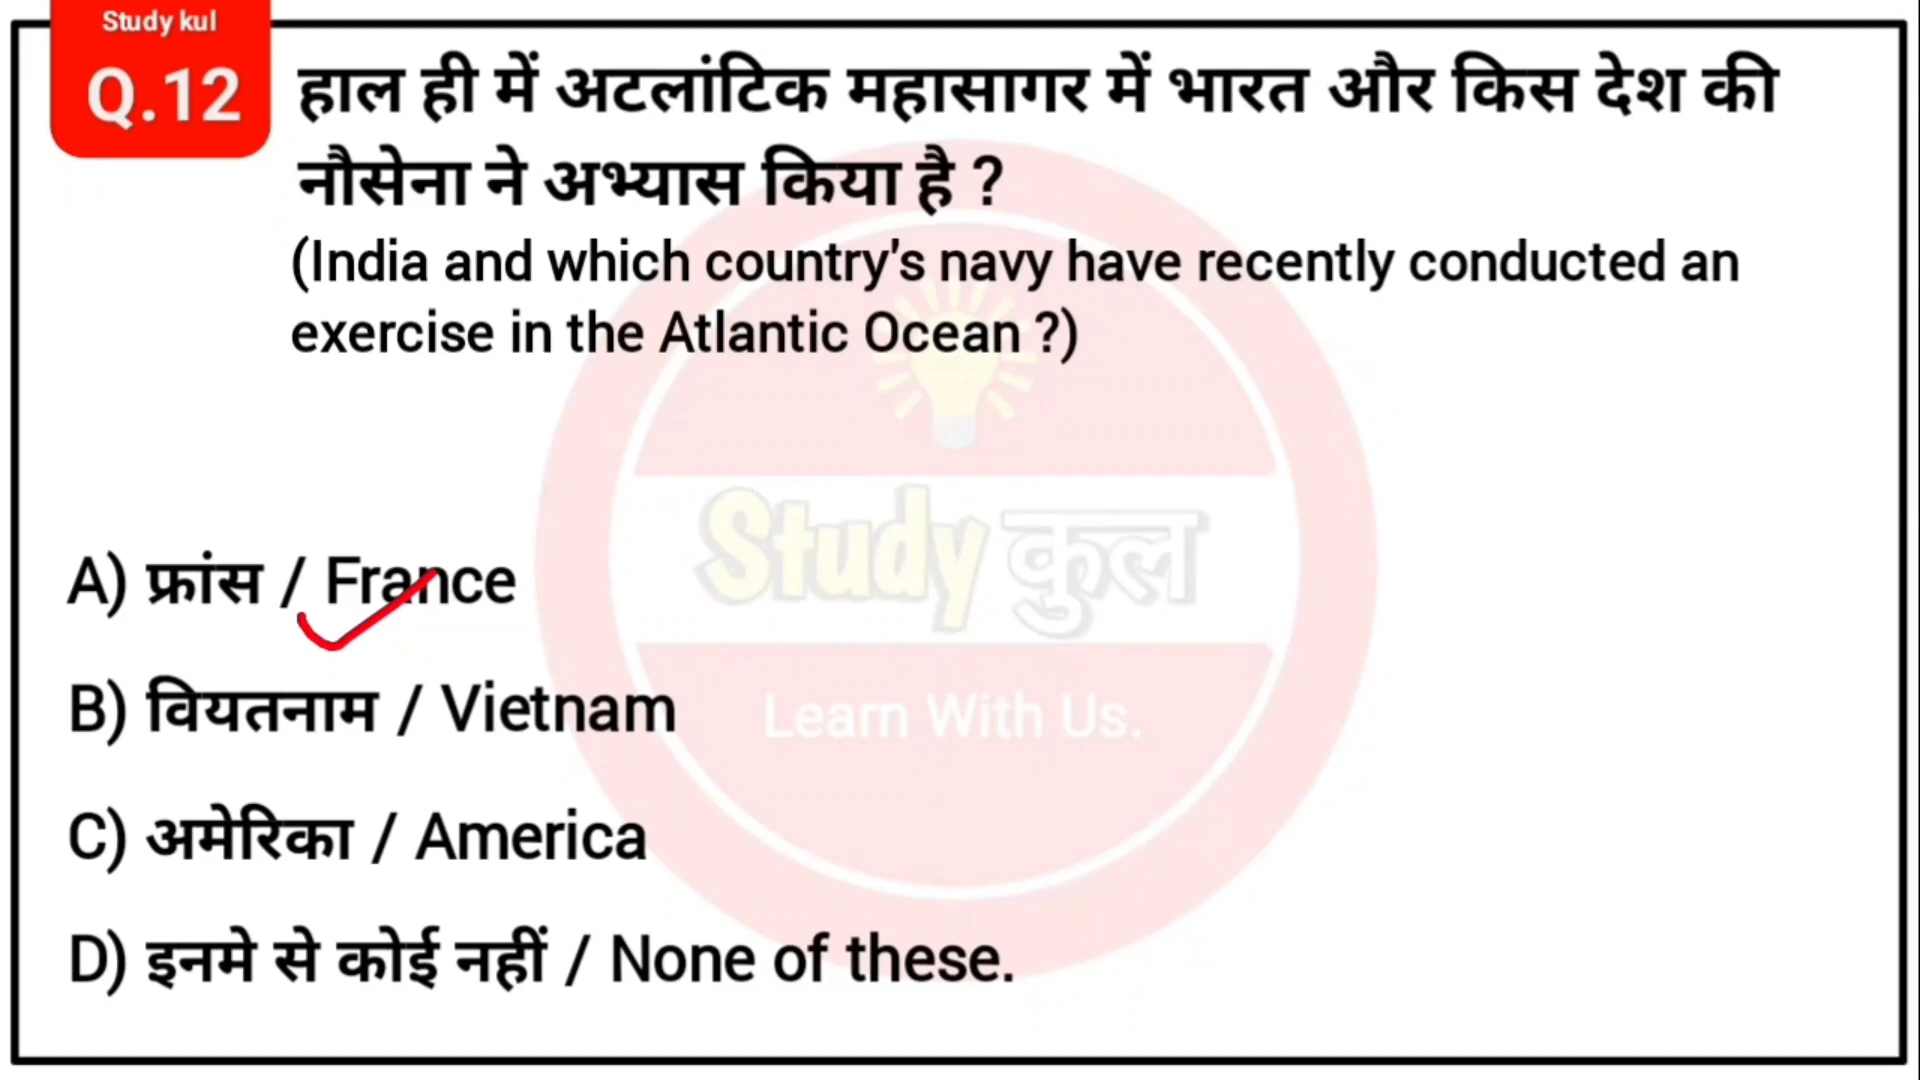 Study kul
Q.12
हाल ही में अटलांटिक महासागर में भारत और किस देश की
नौसेना ने अभ्यास किया है ?
(India and which country's navy have recently conducted an
exercise in the Atlantic Ocean ?)
Study कुल
Learn With Us.
A) फ्रांस / France
B) वियतनाम / Vietnam
C) अमेरिका / America
D) इनमे से कोई नहीं / None of these.